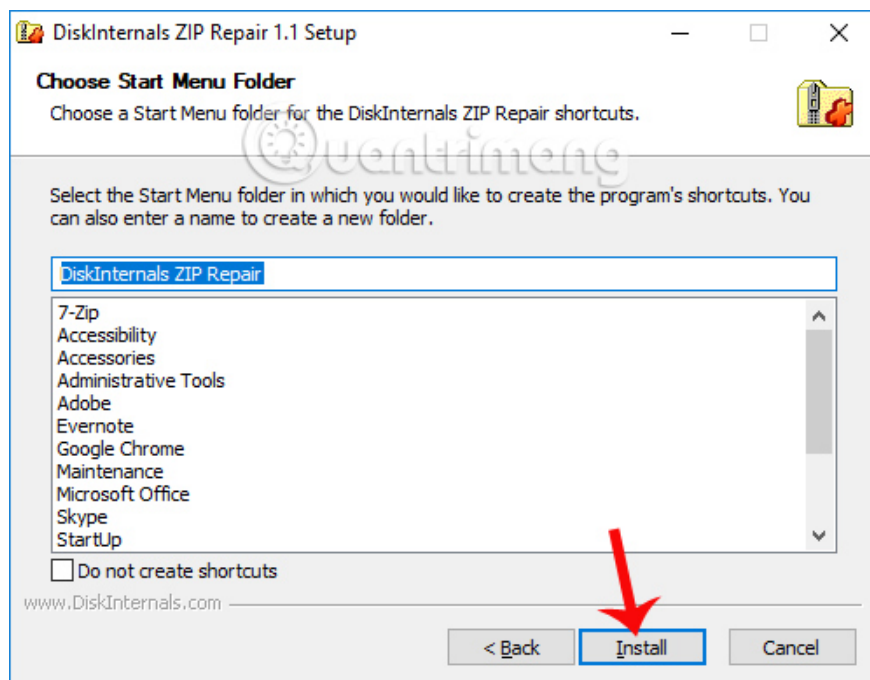 DiskInternals ZIP Repair 1.1 Setup
Choose Start Menu Folder
Choose a Start Menu folder for the DiskInternals ZIP Repair shortcuts.
Quantrimang
Select the Start Menu folder in which you would like to create the program's shortcuts. You
can also enter a name to create a new folder.
DiskInternals ZIP Repair
7-Zip
Accessibility
Accessories
Administrative Tools
Adobe
Evernote
Google Chrome
Maintenance
Microsoft Office
Skype
StartUp
Do not create shortcuts
www.DiskInternals.com
< Back Install Cancel